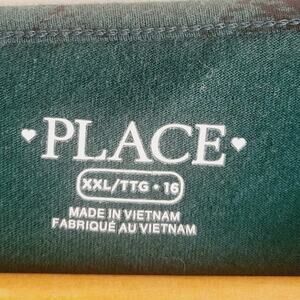 ♥PLACE♥
XXL/TTG • 16
MADE IN VIETNAM
FABRIQUÉ AU VIETNAM